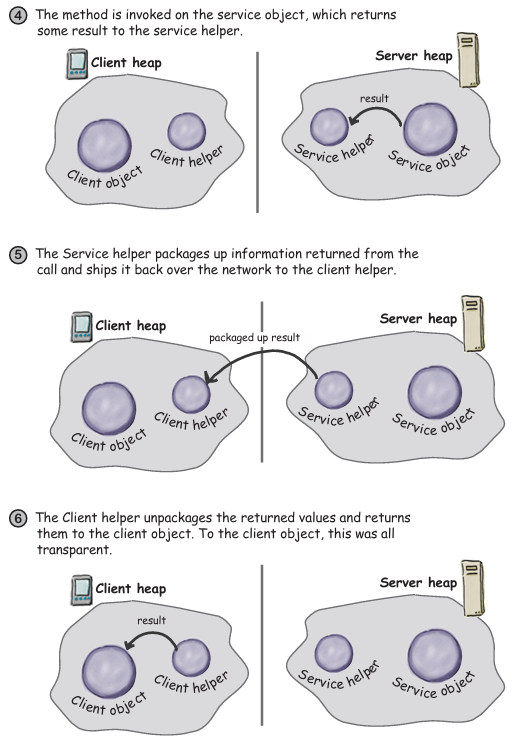 4 The method is invoked on the service object, which returns
some result to the service helper.
Client heap
Server heap
result
Client object
Client helper
Service helper
Service object
5 The Service helper packages up information returned from the
call and ships it back over the network to the client helper.
Client heap
Server heap
packaged up result
Client object
Client helper
Service helper
Service object
6 The Client helper unpackages the returned values and returns
them to the client object. To the client object, this was all
transparent.
Client heap
Server heap
result
Client object
Client helper
Service helper
Service object